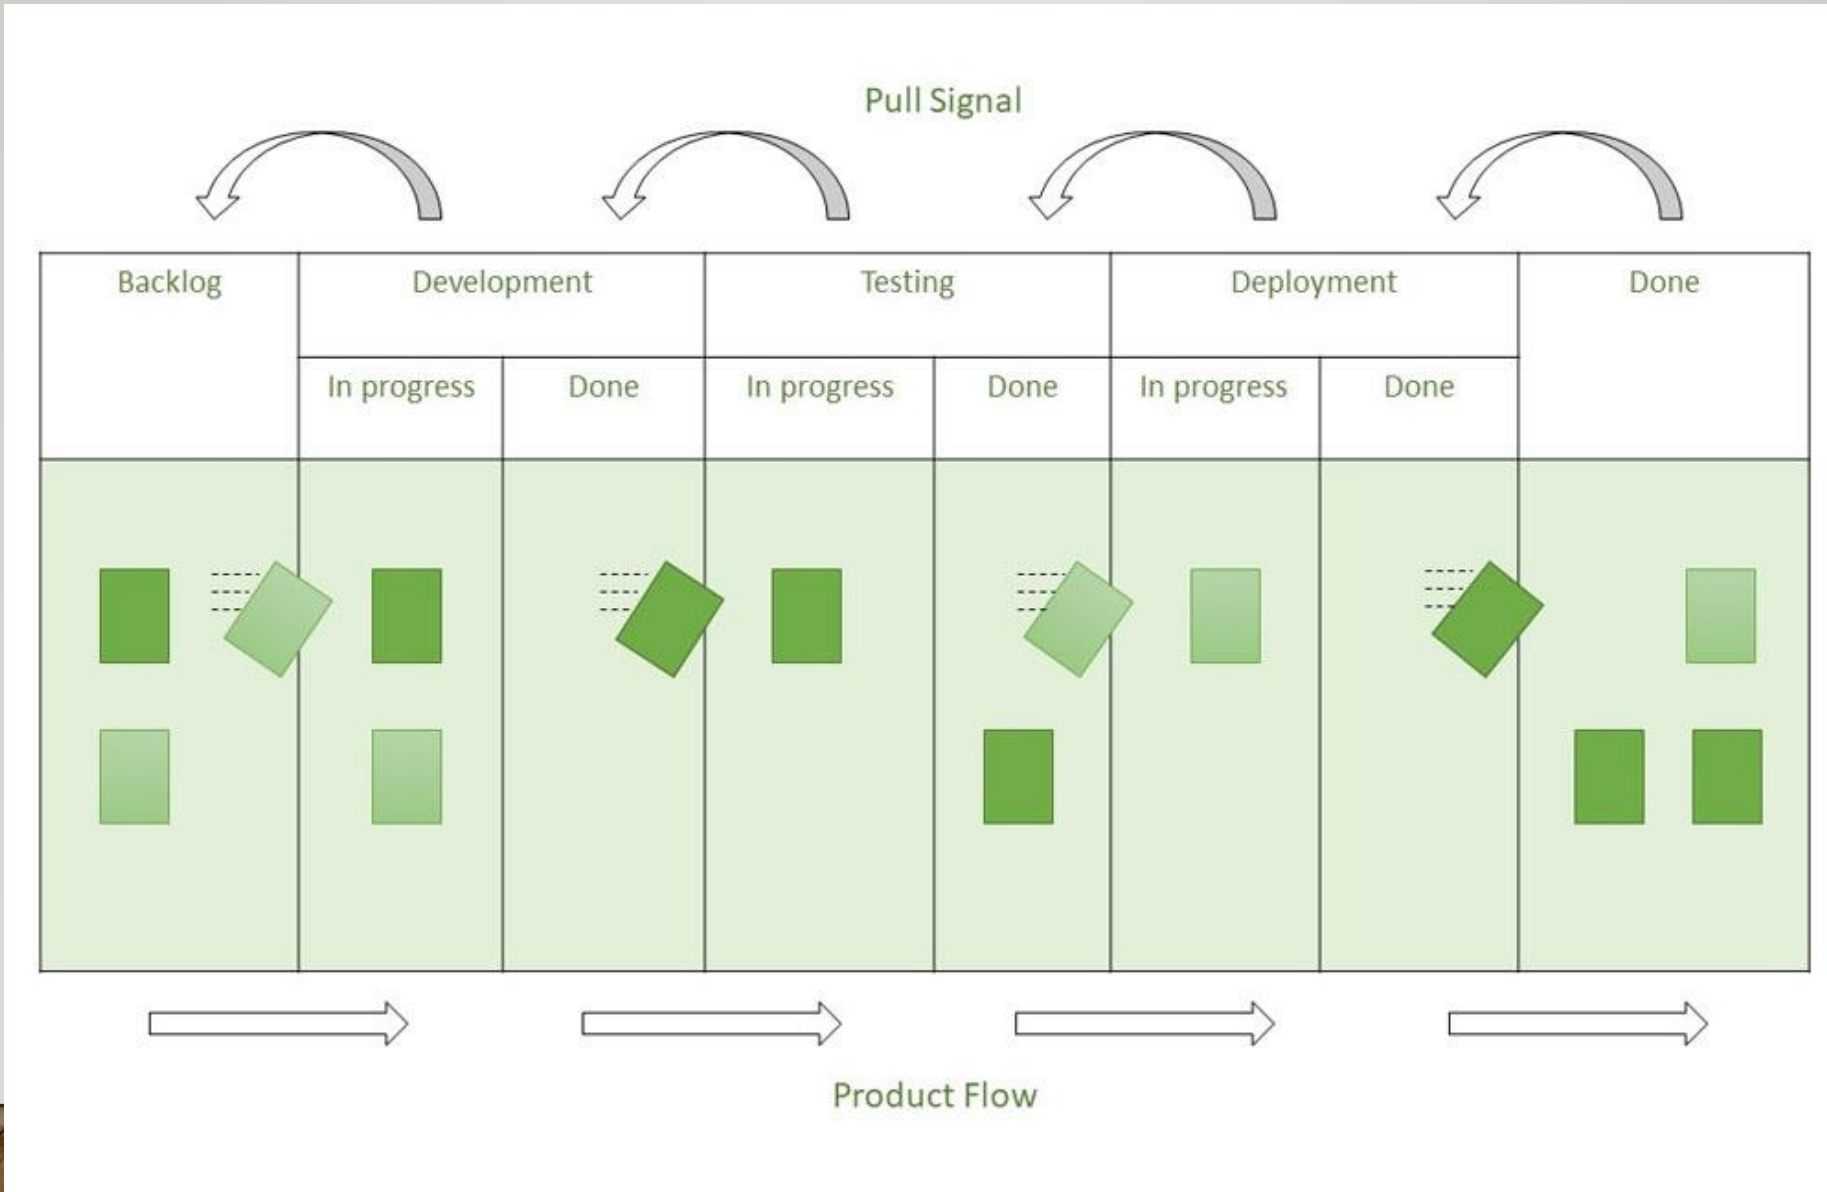 Pull Signal
Backlog Development Testing Deployment Done
In progress Done In progress Done In progress Done
Product Flow